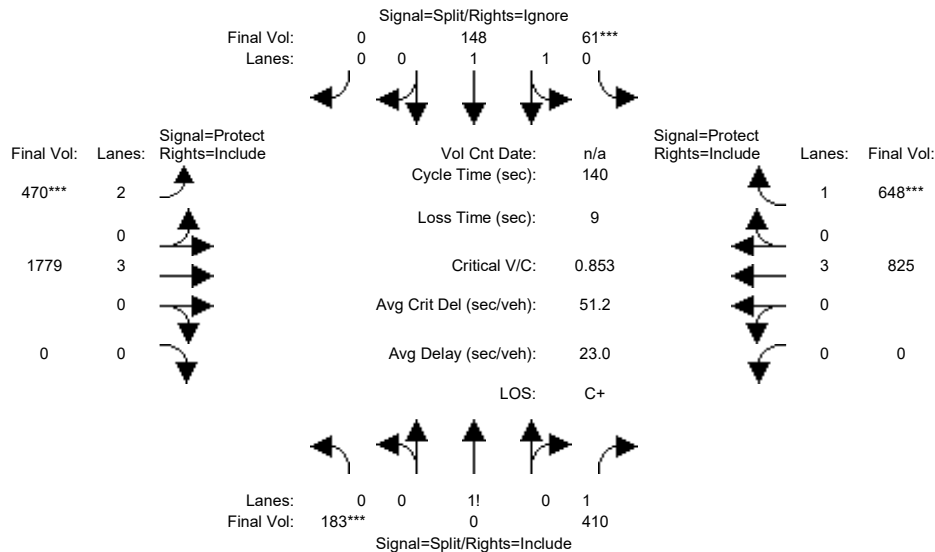 Signal=Split/Rights=Ignore
Final Vol: 0 148 61***
Lanes: 0 0 1 1 0
Signal=Protect
Final Vol: Lanes: Rights=Include
Vol Cnt Date: n/a
Signal=Protect
Rights=Include Lanes: Final Vol:
Cycle Time (sec): 140
470*** 2
1 648***
Loss Time (sec): 9
0
0
1779 3
Critical V/C: 0.853
3 825
0
Avg Crit Del (sec/veh): 51.2
0
0 0
Avg Delay (sec/veh): 23.0
0 0
LOS: C+
Lanes: 0 0 1! 0 1
Final Vol: 183*** 0 410
Signal=Split/Rights=Include